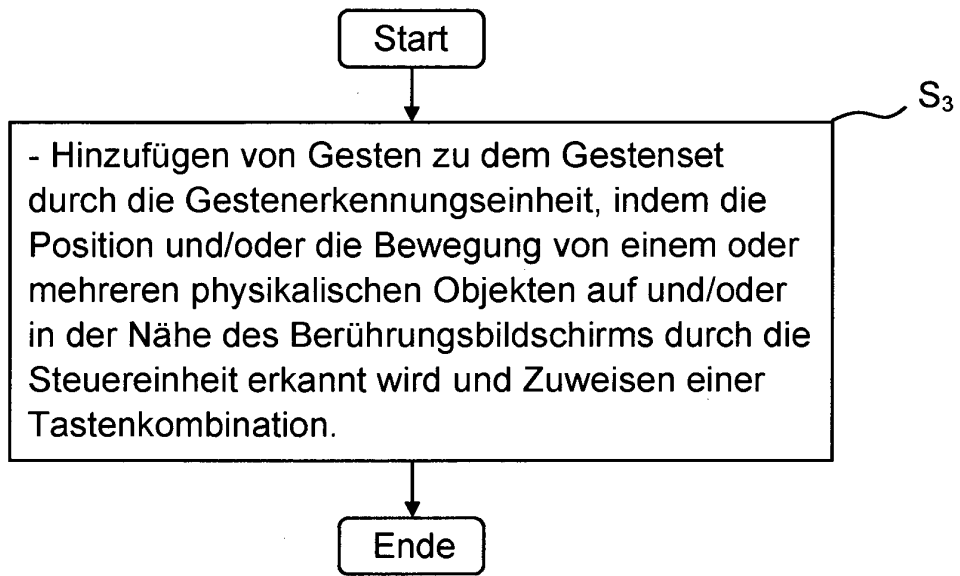 Start
S₃
- Hinzufügen von Gesten zu dem Gestenset
durch die Gestenerkennungseinheit, indem die
Position und/oder die Bewegung von einem oder
mehreren physikalischen Objekten auf und/oder
in der Nähe des Berührungsbildschirms durch die
Steuereinheit erkannt wird und Zuweisen einer
Tastenkombination.
Ende